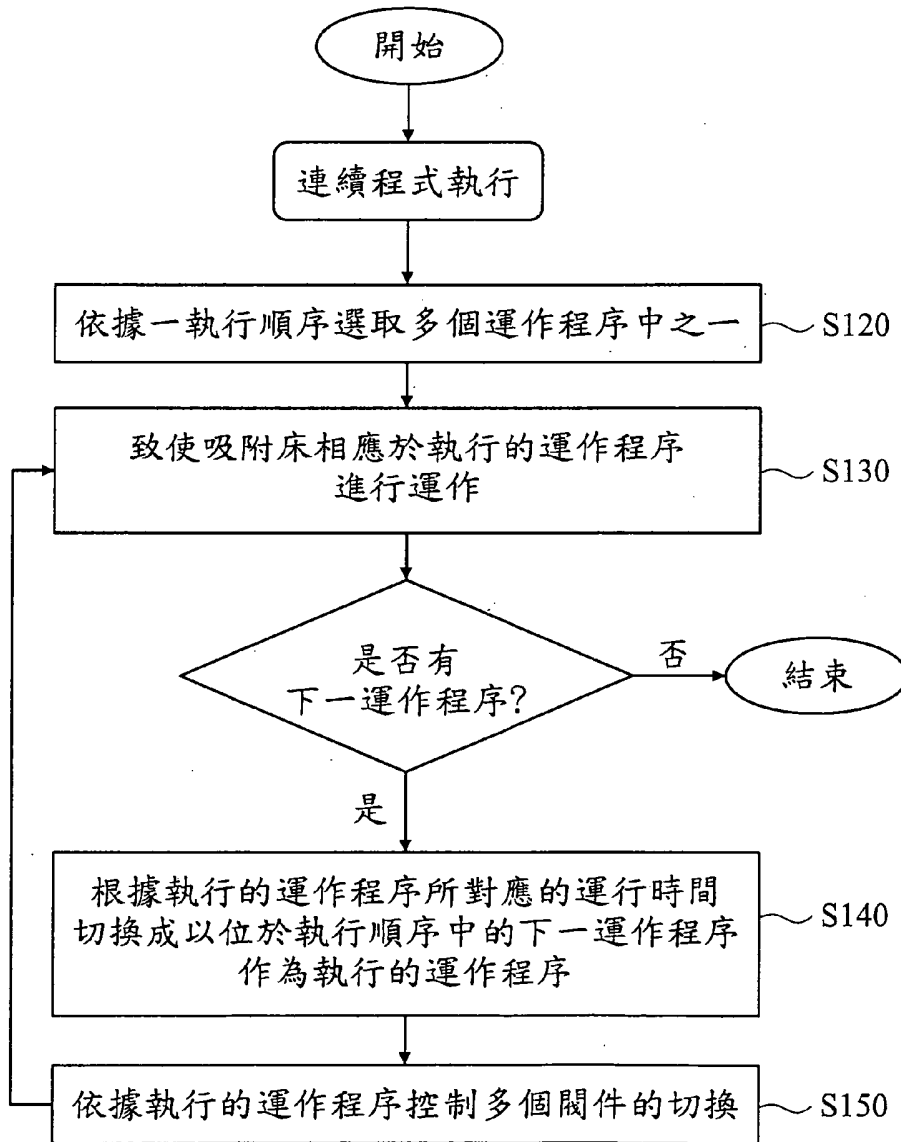 開始
連續程式執行
依據一執行順序選取多個運作程序中之一
S120
致使吸附床相應於執行的運作程序
進行運作
S130
是否有
下一運作程序?
否
結束
是
根據執行的運作程序所對應的運行時間
切換成以位於執行順序中的下一運作程序
作為執行的運作程序
S140
依據執行的運作程序控制多個閥件的切換
S150